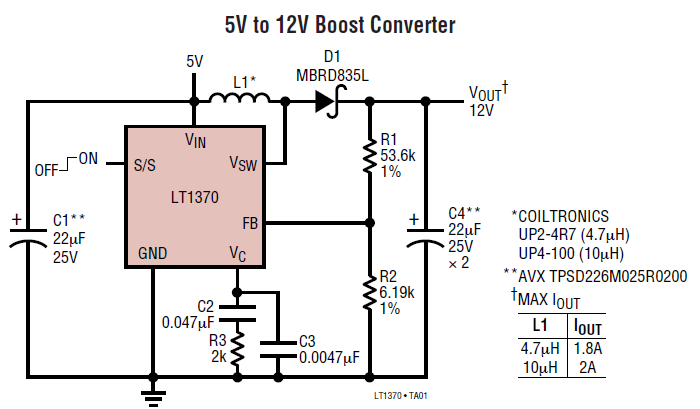 5V to 12V Boost Converter
5V
L1*
D1
MBRD835L
VOUT†
12V
VIN
OFF
ON
S/S
VSW
LT1370
FB
GND
VC
+
C1**
22µF
25V
R1
53.6k
1%
+
C4**
22µF
25V
× 2
R2
6.19k
1%
C2
0.047µF
R3
2k
C3
0.0047µF
*COILTRONICS
UP2-4R7 (4.7µH)
UP4-100 (10µH)
**AVX TPSD226M025R0200
†MAX IOUT
L1 IOUT
4.7µH 1.8A
10µH 2A
LT1370 • TA01